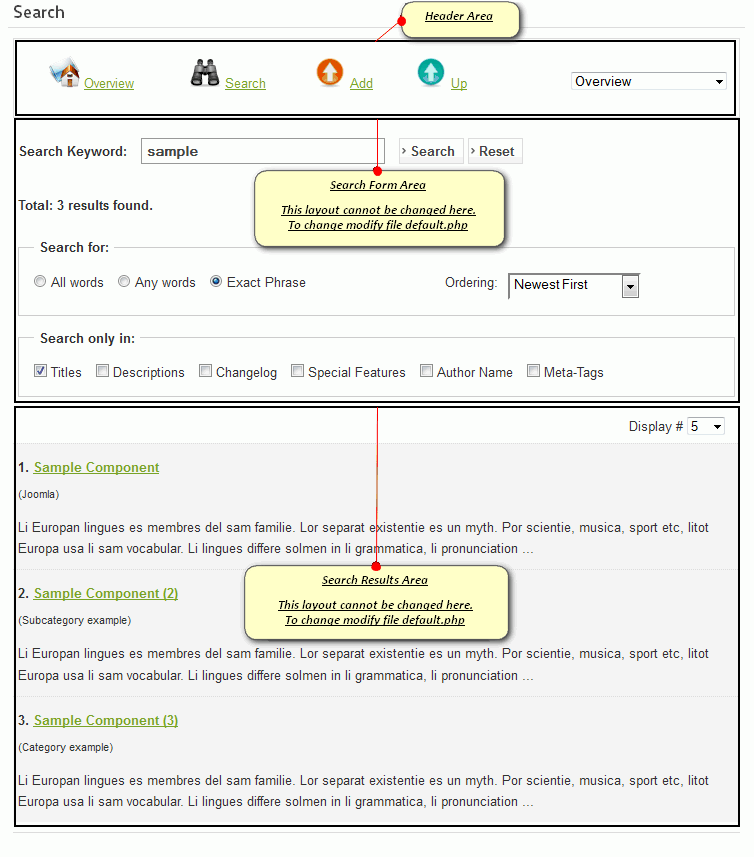 Search
Header Area
Overview
Search
Add
Up
Overview
Search Keyword:
sample
› Search
› Reset
Search Form Area
This layout cannot be changed here.
To change modify file default.php
Total: 3 results found.
Search for:
All words
Any words
Exact Phrase
Ordering:
Newest First
Search only in:
Titles
Descriptions
Changelog
Special Features
Author Name
Meta-Tags
Display # 5
1. Sample Component
(Joomla)
Li Europan lingues es membres del sam familie. Lor separat existentie es un myth. Por scientie, musica, sport etc, litot
Europa usa li sam vocabular. Li lingues differe solmen in li grammatica, li pronunciation ...
Search Results Area
This layout cannot be changed here.
To change modify file default.php
2. Sample Component (2)
(Subcategory example)
Li Europan lingues es membres del sam familie. Lor separat existentie es un myth. Por scientie, musica, sport etc, litot
Europa usa li sam vocabular. Li lingues differe solmen in li grammatica, li pronunciation ...
3. Sample Component (3)
(Category example)
Li Europan lingues es membres del sam familie. Lor separat existentie es un myth. Por scientie, musica, sport etc, litot
Europa usa li sam vocabular. Li lingues differe solmen in li grammatica, li pronunciation ...